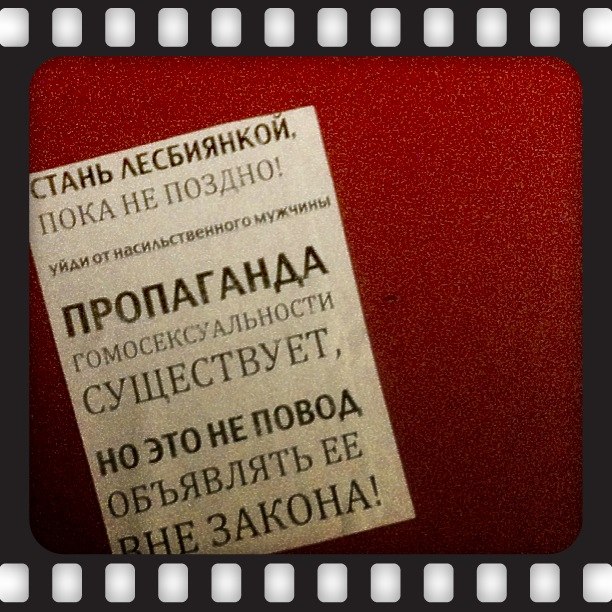 СТАНЬ ЛЕСБИЯНКОЙ,
ПОКА НЕ ПОЗДНО!
УЙДИ ОТ НАСИЛЬСТВЕННОГО МУЖЧИНЫ
ПРОПАГАНДА
ГОМОСЕКСУАЛЬНОСТИ
СУЩЕСТВУЕТ,
НО ЭТО НЕ ПОВОД
ОБЪЯВЛЯТЬ ЕЕ
ВНЕ ЗАКОНА!